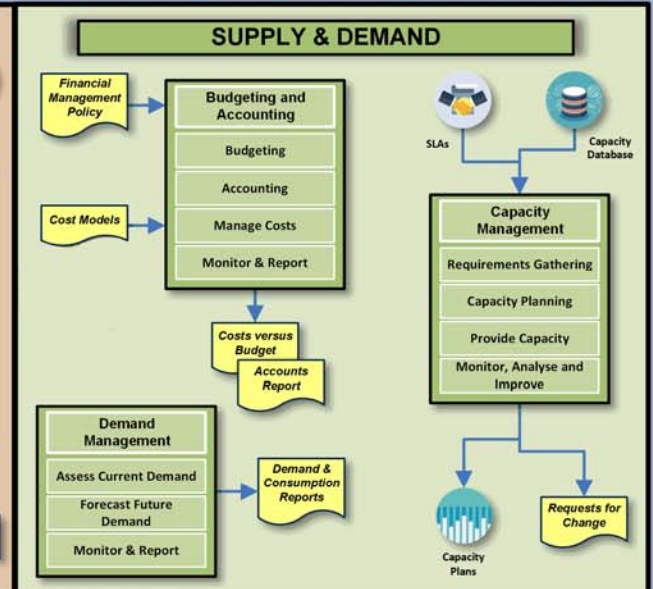 SUPPLY & DEMAND
Financial
Management
Policy
Cost Models
Budgeting and
Accounting
Budgeting
Accounting
Manage Costs
Monitor & Report
Costs versus
Budget
Accounts
Report
Demand
Management
Assess Current Demand
Forecast Future
Demand
Monitor & Report
Demand &
Consumption
Reports
SLAs
Capacity
Database
Capacity
Management
Requirements Gathering
Capacity Planning
Provide Capacity
Monitor, Analyse and
Improve
Capacity
Plans
Requests for
Change